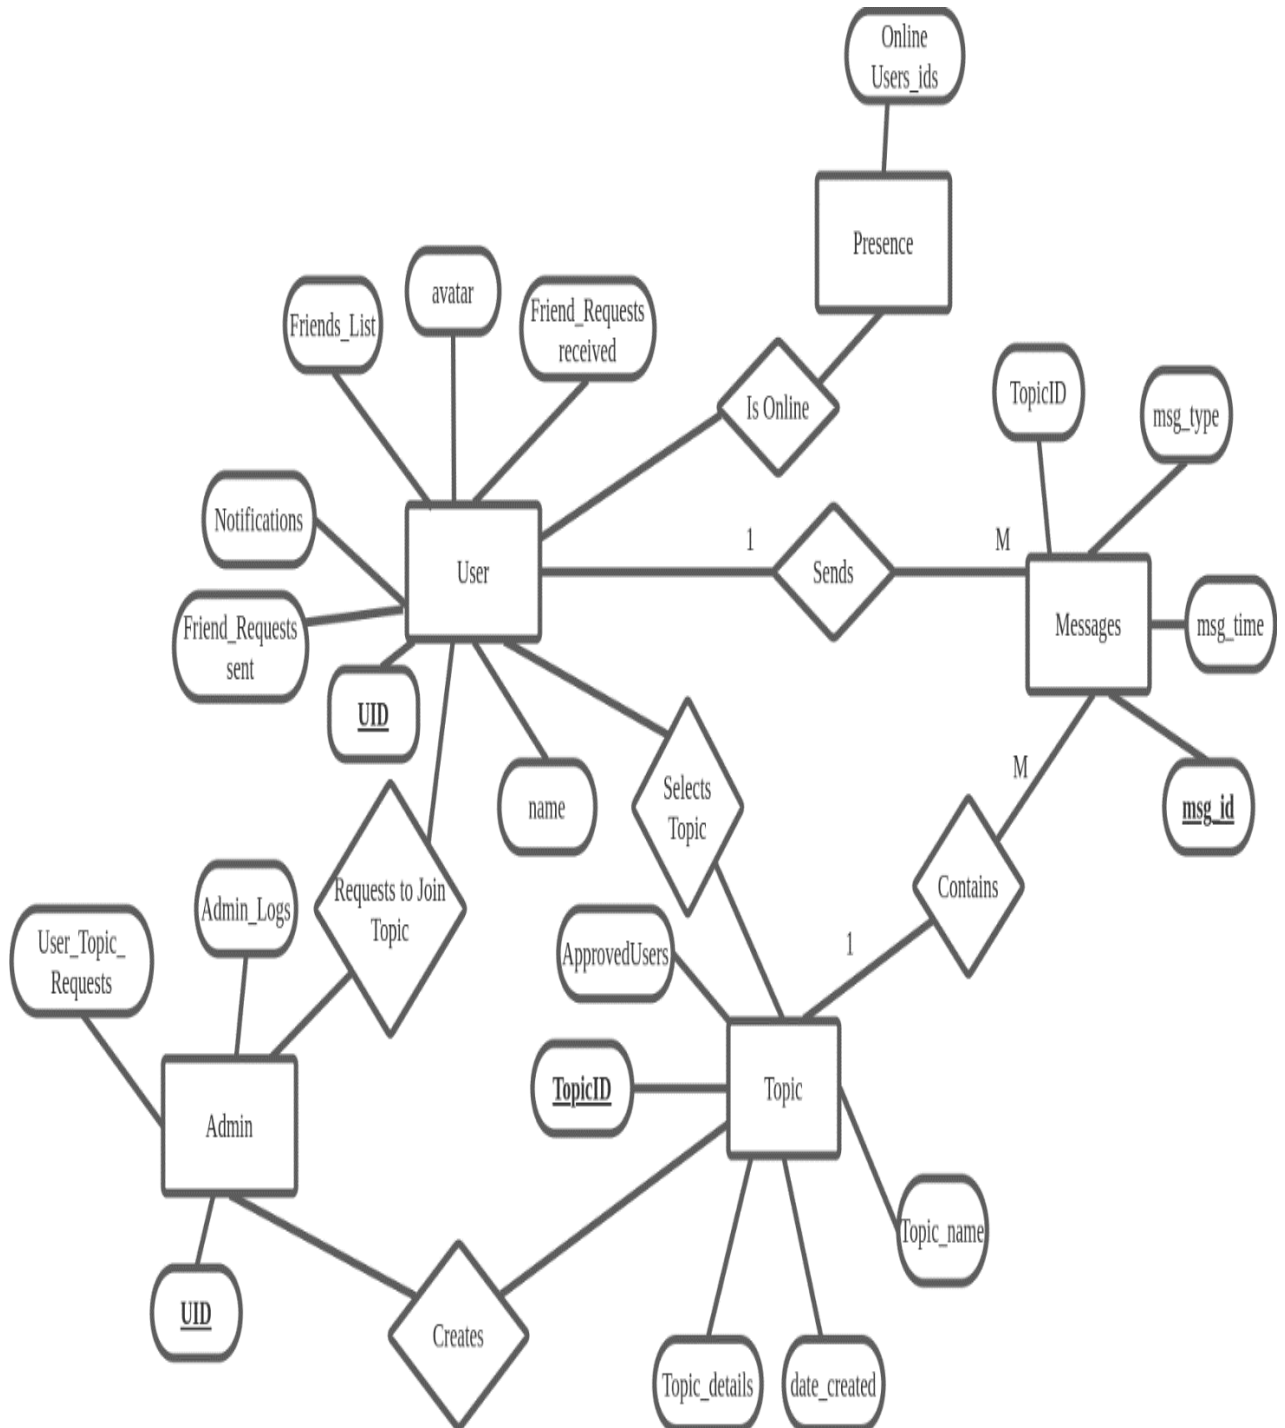 Online
Users_ids
Presence
avatar
Friends_List
Friend_Requests
received
Is Online
TopicID
msg_type
Notifications
User
1
Sends
M
Messages
msg_time
Friend_Requests
sent
UID
name
Selects
Topic
M
msg_id
Requests to Join
Topic
Contains
Admin_Logs
User_Topic_
Requests
ApprovedUsers
1
TopicID
Topic
Admin
Topic_name
UID
Creates
Topic_details
date_created